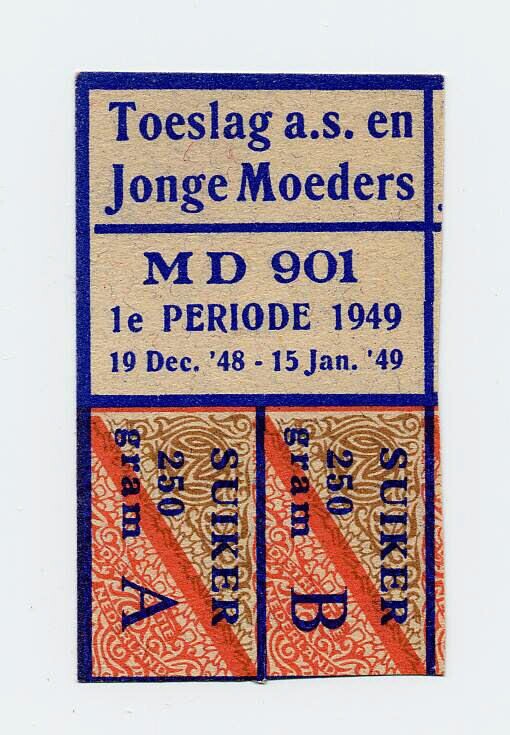 Toeslag a.s. en
Jonge Moeders
MD 901
1e PERIODE 1949
19 Dec. '48 - 15 Jan. '49
SUIKER
250
gram
A
SUIKER
250
gram
B